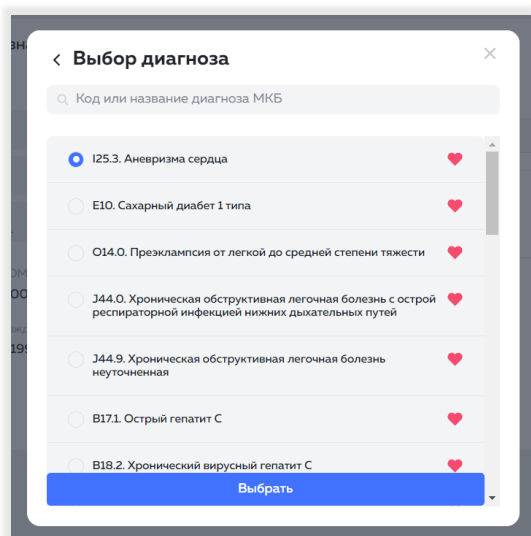 Выбор диагноза
Код или название диагноза МКБ
I25.3. Аневризма сердца
E10. Сахарный диабет 1 типа
O14.0. Преэклампсия от легкой до средней степени тяжести
J44.0. Хроническая обструктивная легочная болезнь с острой
респираторной инфекцией нижних дыхательных путей
J44.9. Хроническая обструктивная легочная болезнь
неуточненная
B17.1. Острый гепатит C
B18.2. Хронический вирусный гепатит C
Выбрать